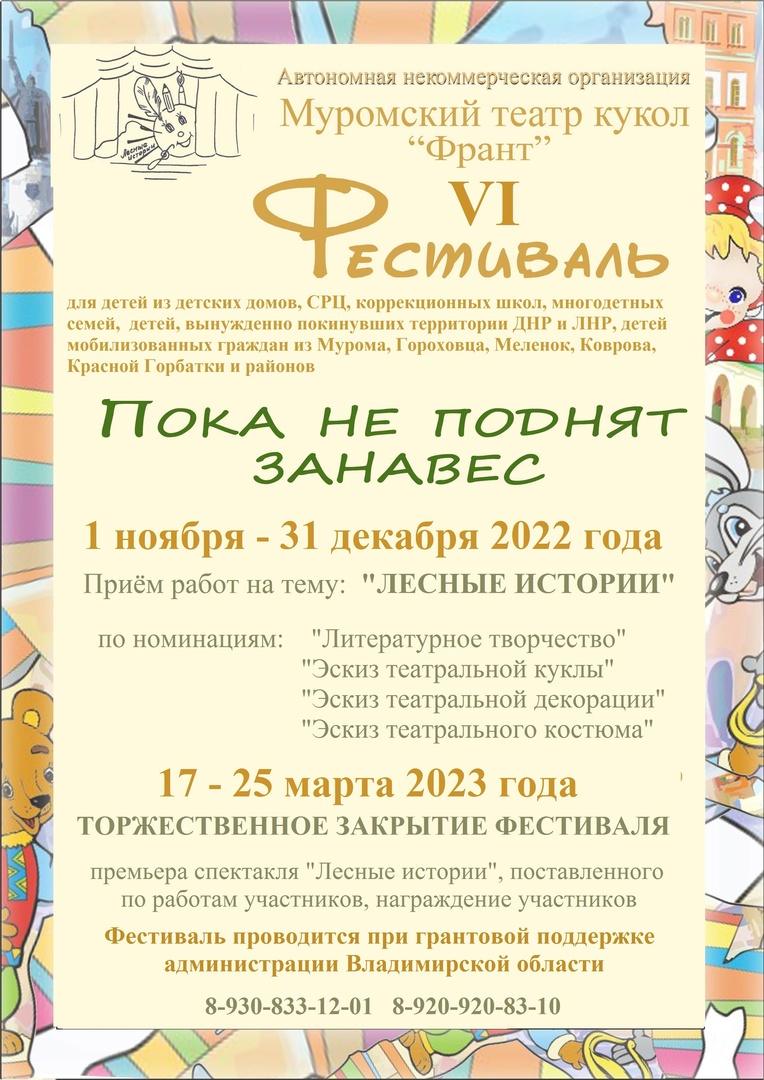 Лесные
истории
Автономная некоммерческая организация
Муромский театр кукол
“Франт”
VI
Фестиваль
для детей из детских домов, СРЦ, коррекционных школ, многодетных
семей, детей, вынужденно покинувших территории ДНР и ЛНР, детей
мобилизованных граждан из Мурома, Гороховца, Меленок, Коврова,
Красной Горбатки и районов
Пока не поднят
занавес
1 ноября - 31 декабря 2022 года
Приём работ на тему: "ЛЕСНЫЕ ИСТОРИИ"
по номинациям: "Литературное творчество"
"Эскиз театральной куклы"
"Эскиз театральной декорации"
"Эскиз театрального костюма"
17 - 25 марта 2023 года
ТОРЖЕСТВЕННОЕ ЗАКРЫТИЕ ФЕСТИВАЛЯ
премьера спектакля "Лесные истории", поставленного
по работам участников, награждение участников
Фестиваль проводится при грантовой поддержке
администрации Владимирской области
8-930-833-12-01 8-920-920-83-10